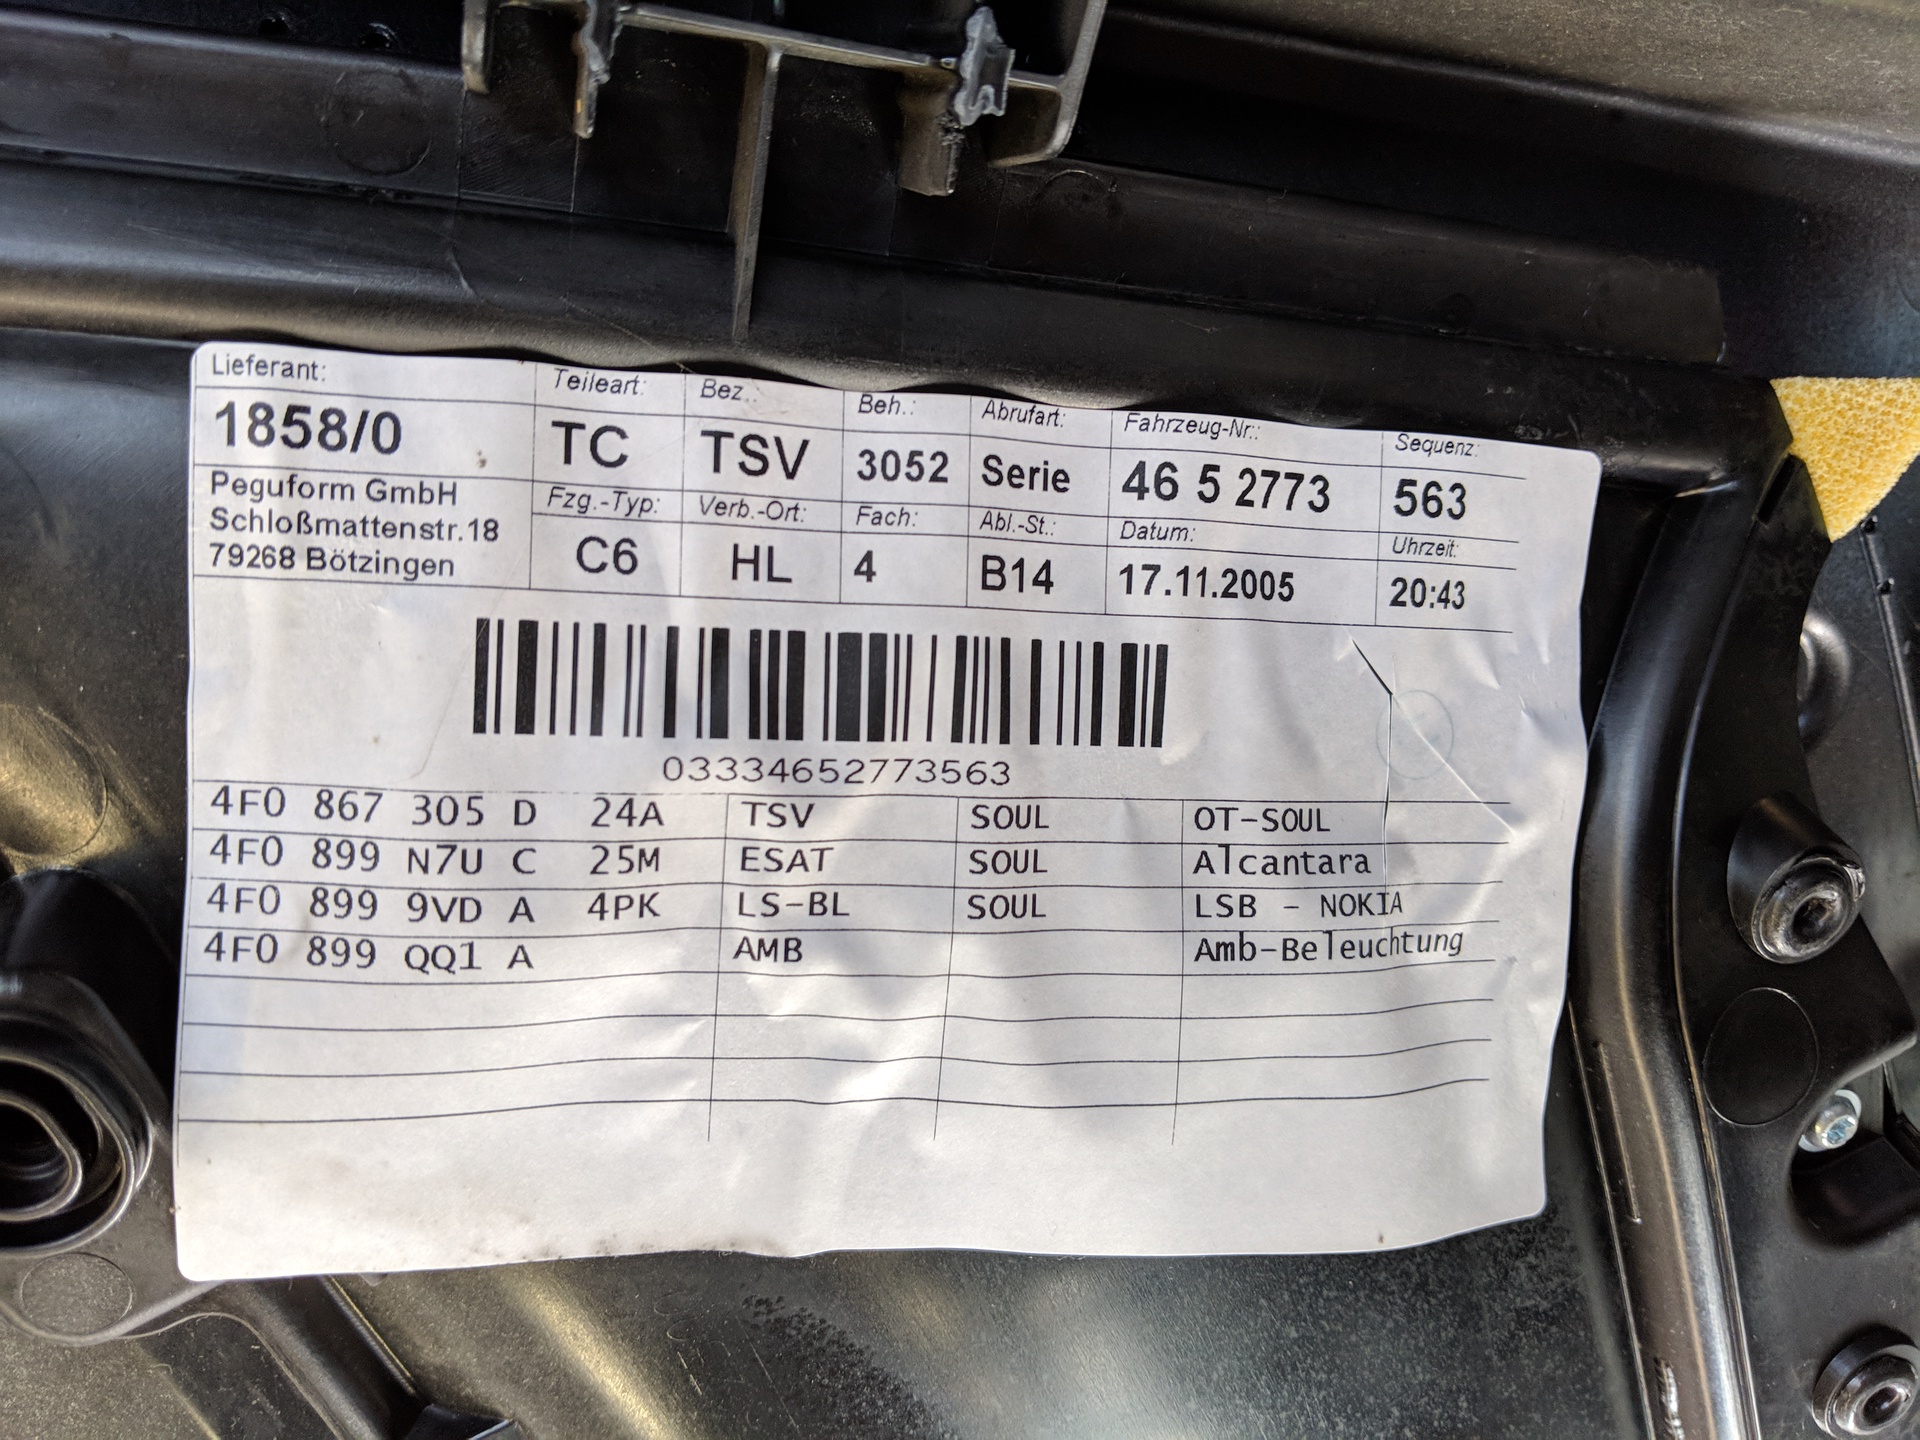 Lieferant: Teileart: Bez.: Beh.: Abrufart: Fahrzeug-Nr.: Sequenz:
1858/0 TC TSV 3052 Serie 46 5 2773 563
Peguform GmbH
Schloßmattenstr.18
79268 Bötzingen
Fzg.-Typ: Verb.-Ort: Fach: Abl.-St.: Datum: Uhrzeit:
C6 HL 4 B14 17.11.2005 20:43
03334652773563
4F0 867 305 D 24A TSV SOUL OT-SOUL
4F0 899 N7U C 25M ESAT SOUL Alcantara
4F0 899 9VD A 4PK LS-BL SOUL LSB - NOKIA
4F0 899 QQ1 A AMB Amb-Beleuchtung